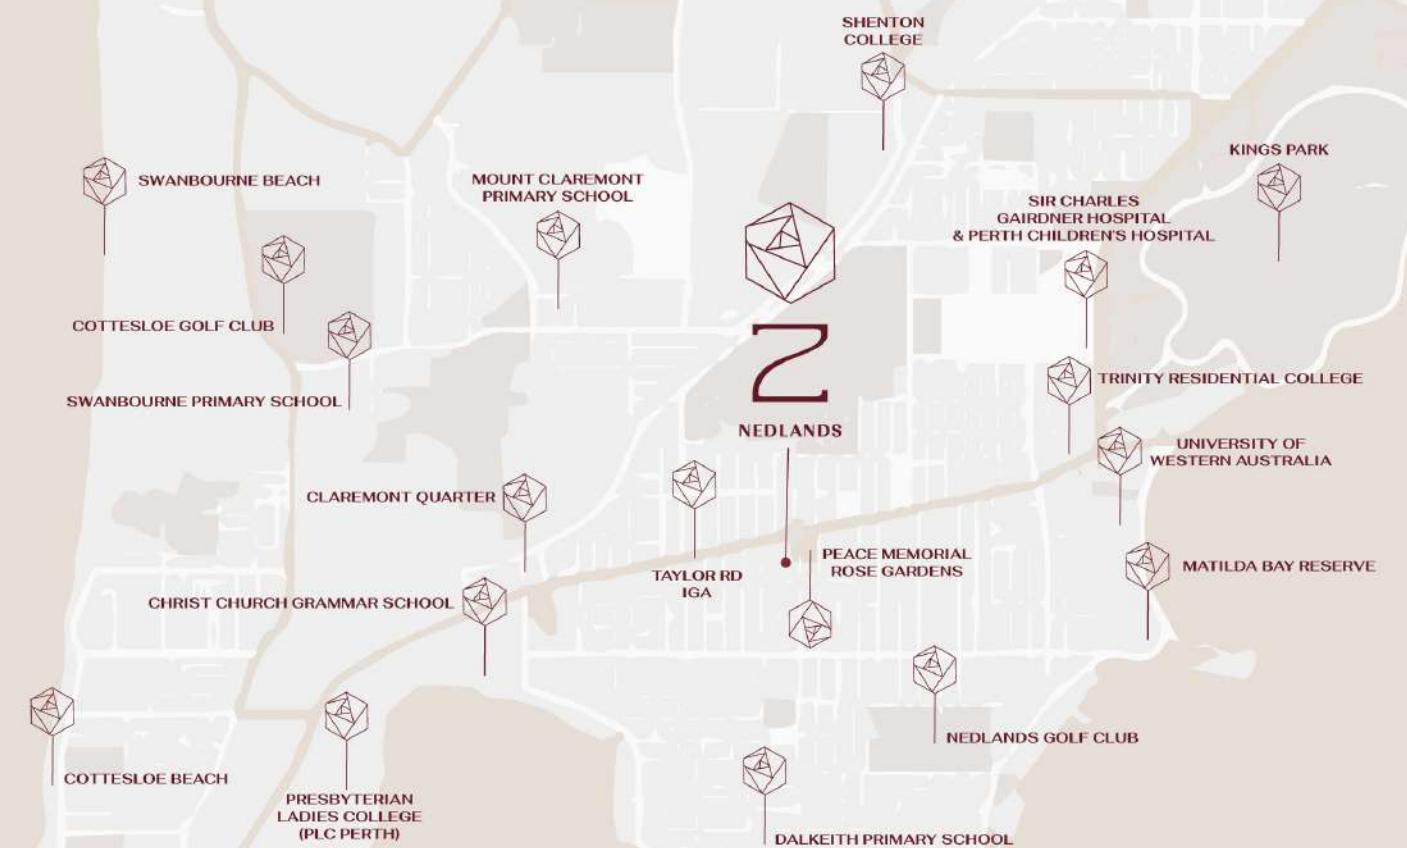 SHENTON
COLLEGE
KINGS PARK
SWANBOURNE BEACH
MOUNT CLAREMONT
PRIMARY SCHOOL
SIR CHARLES
GAIRDNER HOSPITAL
& PERTH CHILDREN'S HOSPITAL
COTTESLOE GOLF CLUB
Z
NEDLANDS
SWANBOURNE PRIMARY SCHOOL
TRINITY RESIDENTIAL COLLEGE
UNIVERSITY OF
WESTERN AUSTRALIA
CLAREMONT QUARTER
TAYLOR RD
IGA
PEACE MEMORIAL
ROSE GARDENS
MATILDA BAY RESERVE
CHRIST CHURCH GRAMMAR SCHOOL
NEDLANDS GOLF CLUB
COTTESLOE BEACH
PRESBYTERIAN
LADIES COLLEGE
(PLC PERTH)
DALKEITH PRIMARY SCHOOL